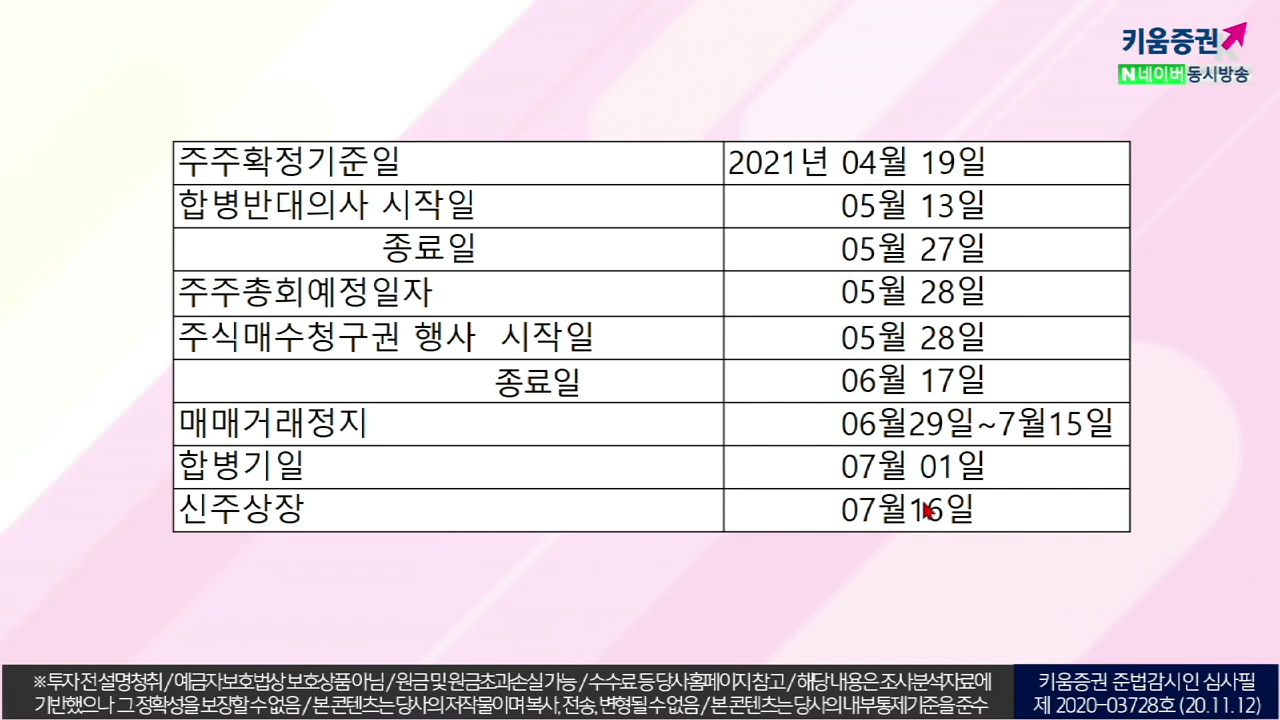 키움증권
N네이버 동시방송
주주확정기준일 2021년 04월 19일
합병반대의사 시작일 05월 13일
종료일 05월 27일
주주총회예정일자 05월 28일
주식매수청구권 행사 시작일 05월 28일
종료일 06월 17일
매매거래정지 06월29일~7월15일
합병기일 07월 01일
신주상장 07월16일
※투자 전 설명청취 / 예금자보호법상 보호상품 아님 / 원금 및 원금초과손실 가능 / 수수료 등 당사홈페이지 참고 / 해당 내용은 조사분석자료에
기반했으나 그 정확성을 보장할 수 없음 / 본 콘텐츠는 당사의 저작물이며 복사, 전송, 변형될 수 없음 / 본 콘텐츠는 당사의 내부통제기준을 준수
키움증권 준법감시인 심사필
제 2020-03728호 (20.11.12)